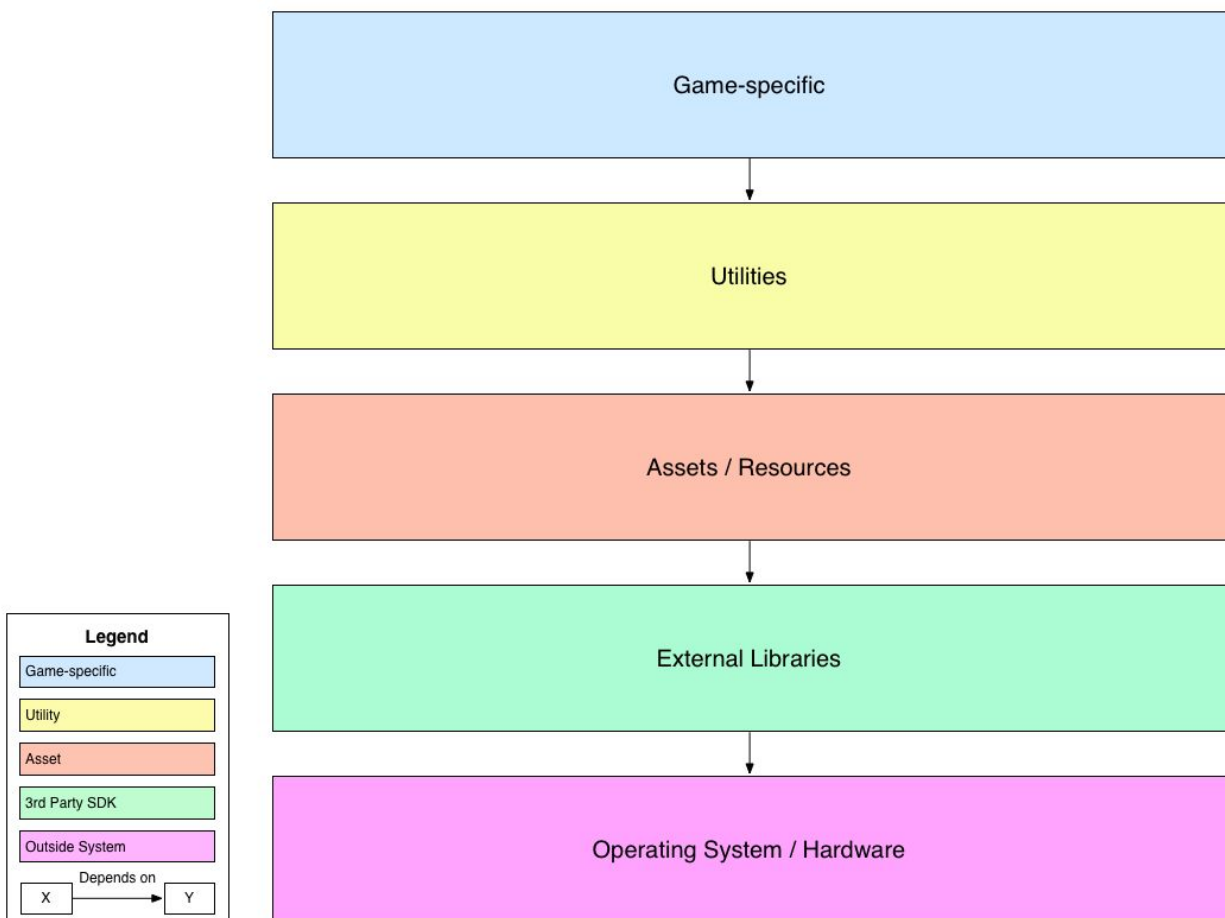 Game-specific
Utilities
Assets / Resources
External Libraries
Operating System / Hardware
Legend
Game-specific
Utility
Asset
3rd Party SDK
Outside System
Depends on
X
Y